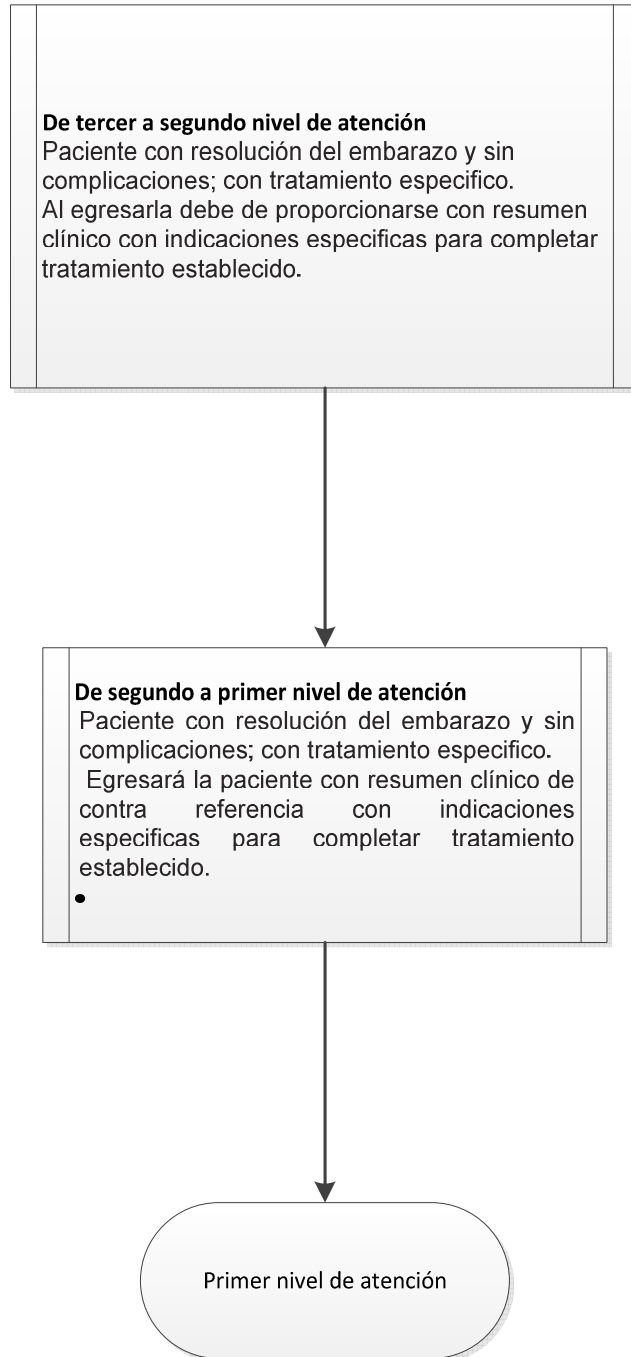 De tercer a segundo nivel de atención
Paciente con resolución del embarazo y sin
complicaciones; con tratamiento especifico.
Al egresarla debe de proporcionarse con resumen
clínico con indicaciones especificas para completar
tratamiento establecido.
De segundo a primer nivel de atención
Paciente con resolución del embarazo y sin
complicaciones; con tratamiento especifico.
Egresará la paciente con resumen clínico de
contra referencia con indicaciones
especificas para completar tratamiento
establecido.
•
Primer nivel de atención